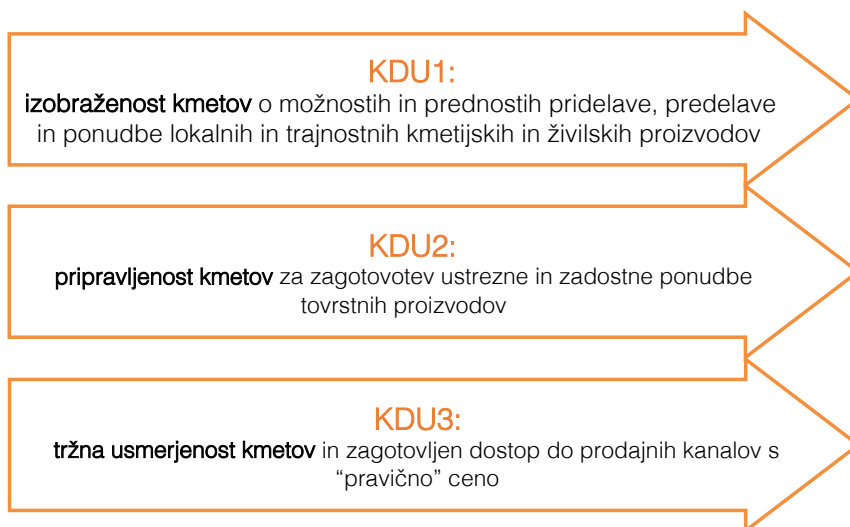 KDU1:
izobraženost kmetov o možnostih in prednostih pridelave, predelave
in ponudbe lokalnih in trajnostnih kmetijskih in živilskih proizvodov
KDU2:
pripravljenost kmetov za zagotovotev ustrezne in zadostne ponudbe
tovrstnih proizvodov
KDU3:
tržna usmerjenost kmetov in zagotovljen dostop do prodajnih kanalov s
“pravično” ceno